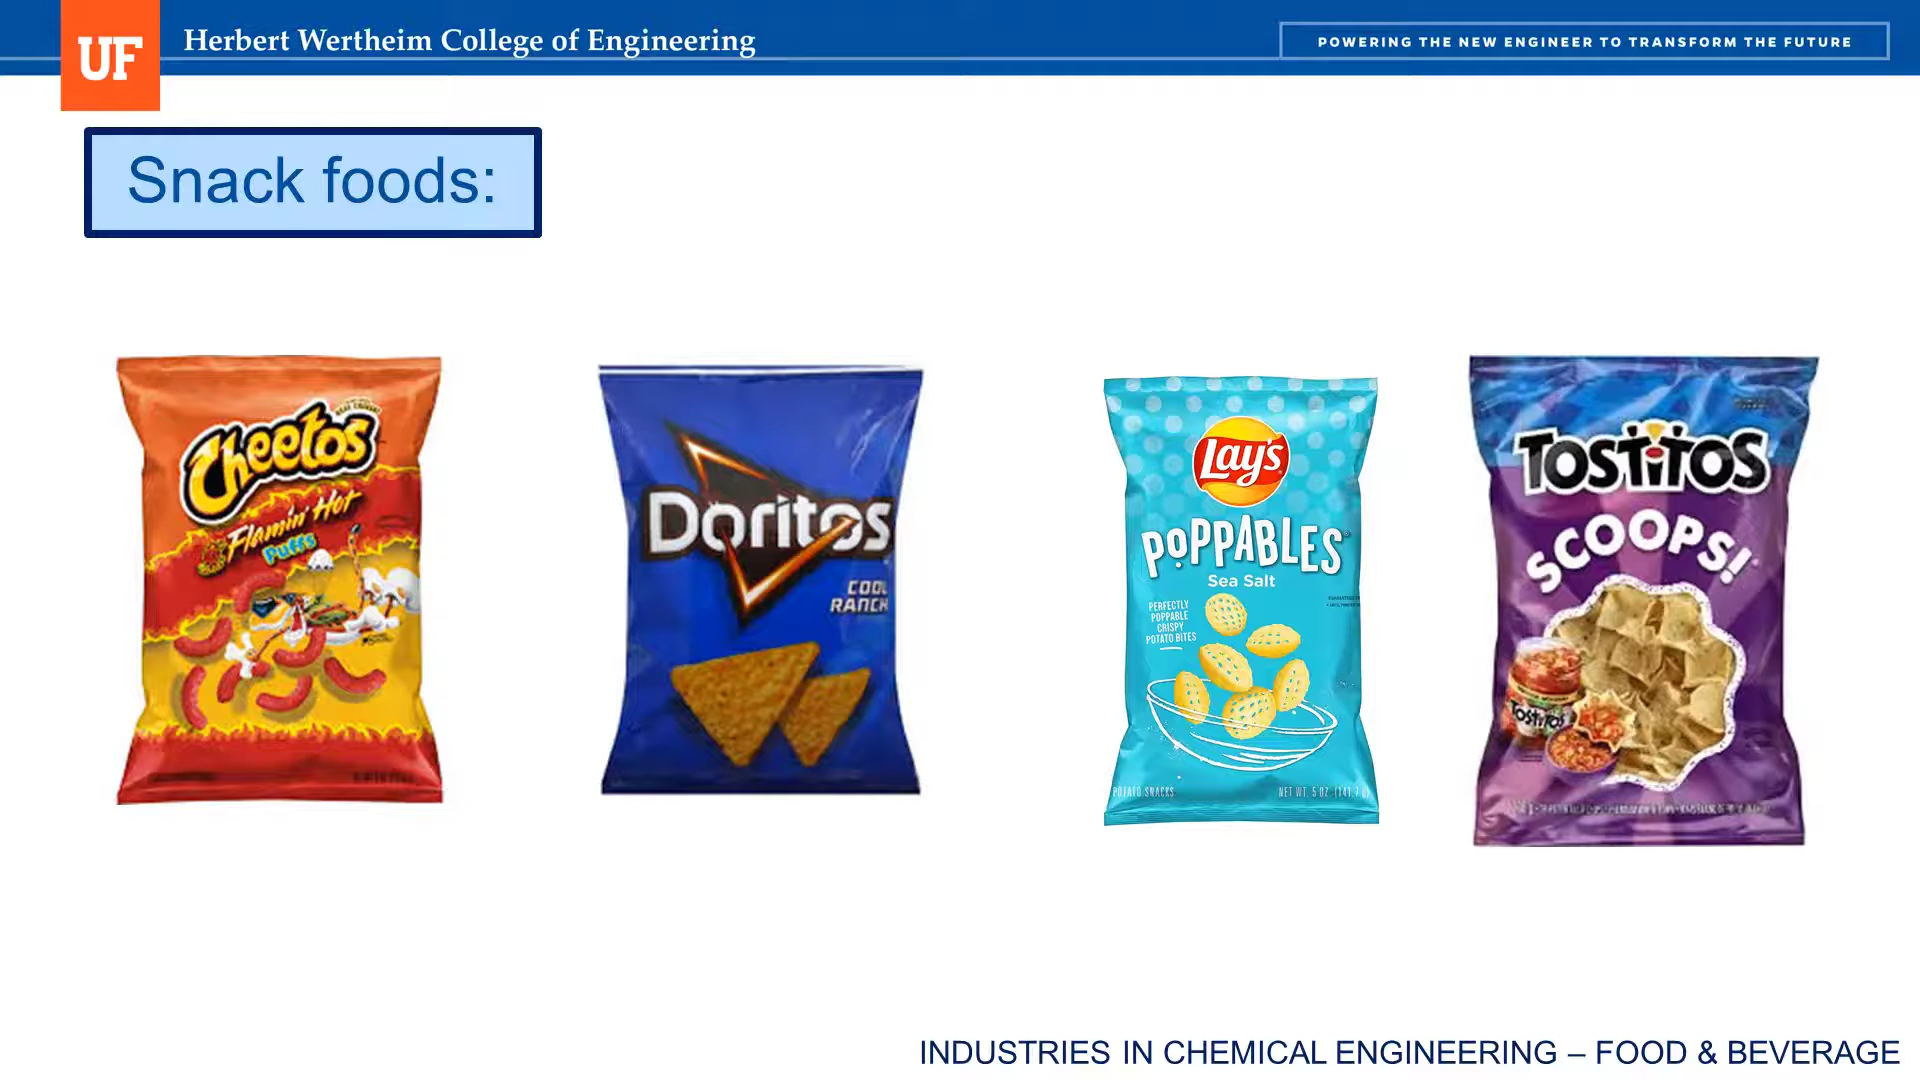 UF
Herbert Wertheim College of Engineering
POWERING THE NEW ENGINEER TO TRANSFORM THE FUTURE
Snack foods:
Cheetos
Flamin' Hot
Puffs
Doritos
COOL
RANCH
Lay's
POPPABLES
Sea Salt
PERFECTLY
POPPABLE
CRISPY
POTATO BITES
POTATO SNACKS
NET WT. 5 OZ. (141.7 g)
TOSTITOS
SCOOPS!
TOSTITOS
INDUSTRIES IN CHEMICAL ENGINEERING – FOOD & BEVERAGE